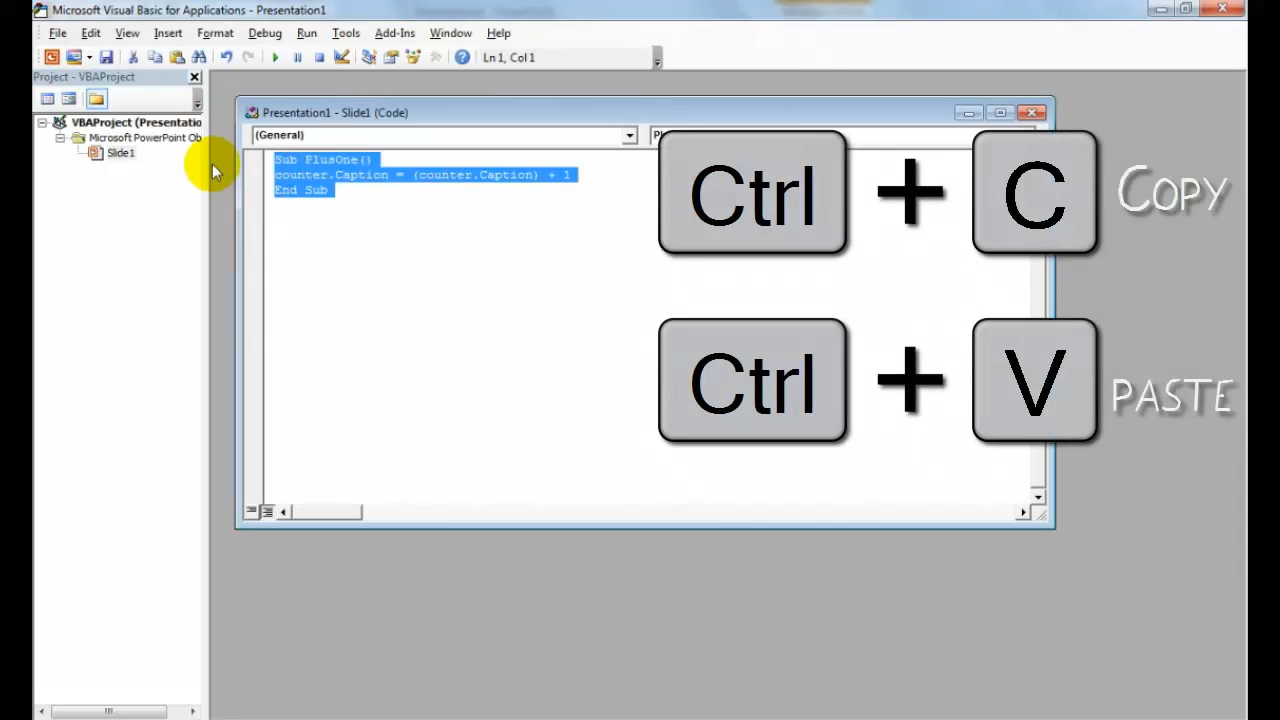 Microsoft Visual Basic for Applications - Presentation1
File Edit View Insert Format Debug Run Tools Add-Ins Window Help
Ln 1, Col 1
Project - VBAProject
VBAProject (Presentatio
Microsoft PowerPoint Ob
Slide1
Presentation1 - Slide1 (Code)
(General)
Sub PlusOne()
counter.Caption = (counter.Caption) + 1
End Sub
Ctrl + C Copy
Ctrl + V PASTE